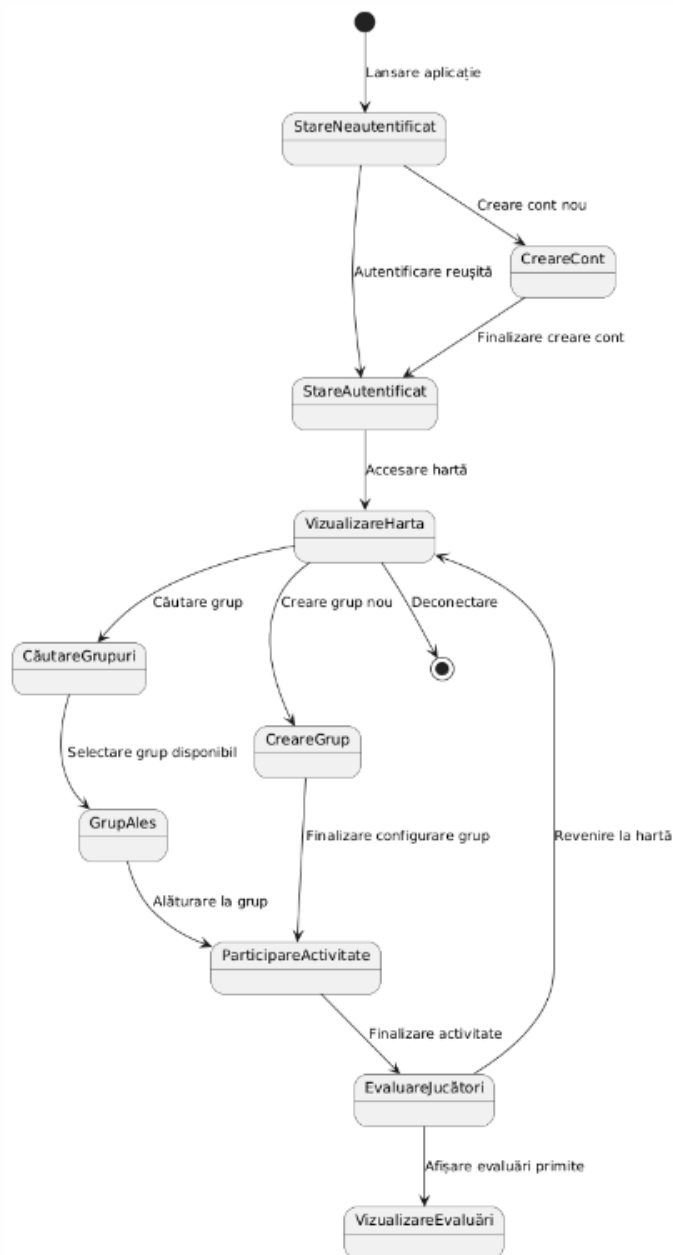 Lansare aplicație
StareNeautentificat
Creare cont nou
CreareCont
Autentificare reușită
Finalizare creare cont
StareAutentificat
Accesare hartă
VizualizareHarta
Căutare grup
Creare grup nou
Deconectare
CăutareGrupuri
CreareGrup
Selectare grup disponibil
GrupAles
Finalizare configurare grup
Revenire la hartă
Alăturare la grup
ParticipareActivitate
Finalizare activitate
EvaluareJucători
Afișare evaluări primite
VizualizareEvaluări